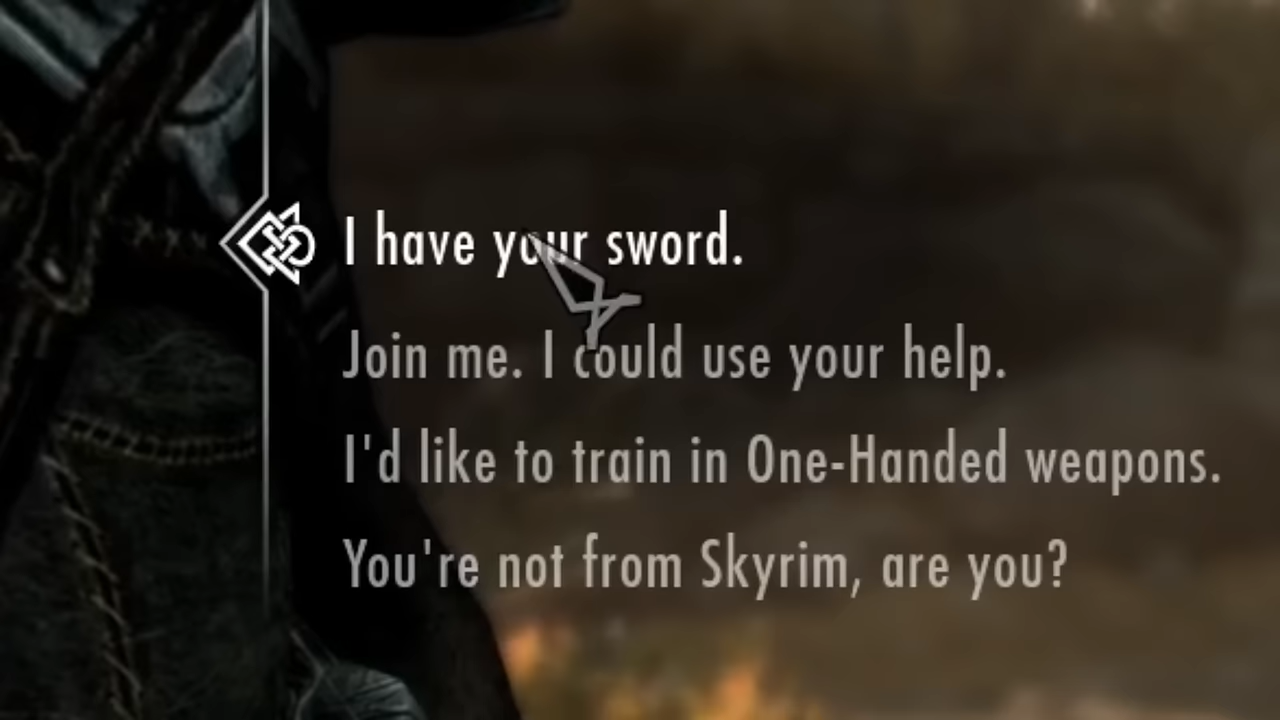 I have your sword.
Join me. I could use your help.
I'd like to train in One-Handed weapons.
You're not from Skyrim, are you?